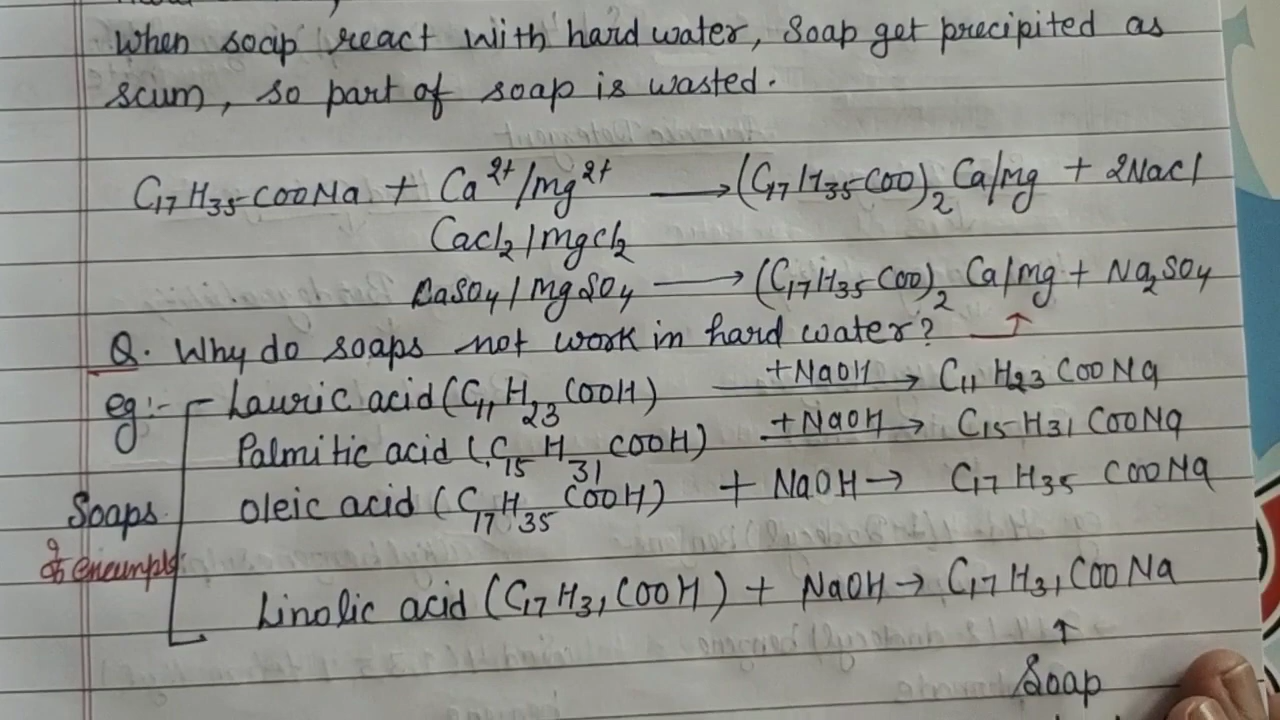 When soap react with hard water, Soap get precipited as
scum, so part of soap is wasted.
C₁₇H₃₅COONa + Ca²⁺/mg²⁺ → (C₁₇H₃₅COO)₂ Ca/mg + 2NaCl
CaCl₂/mgCl₂
CaSO₄/MgSO₄ → (C₁₇H₃₅COO)₂ Ca/mg + Na₂SO₄
Q. Why do soaps not work in hard water? ↑
eg:- Lauric acid (C₁₁H₂₃COOH) +NaOH → C₁₁H₂₃COONa
Palmitic acid (C₁₅H₃₁COOH) +NaOH → C₁₅H₃₁COONa
Soaps oleic acid (C₁₇H₃₅COOH) + NaOH → C₁₇H₃₅COONa
Linolic acid (C₁₇H₃₁COOH) + NaOH → C₁₇H₃₁COONa
↑
Soap